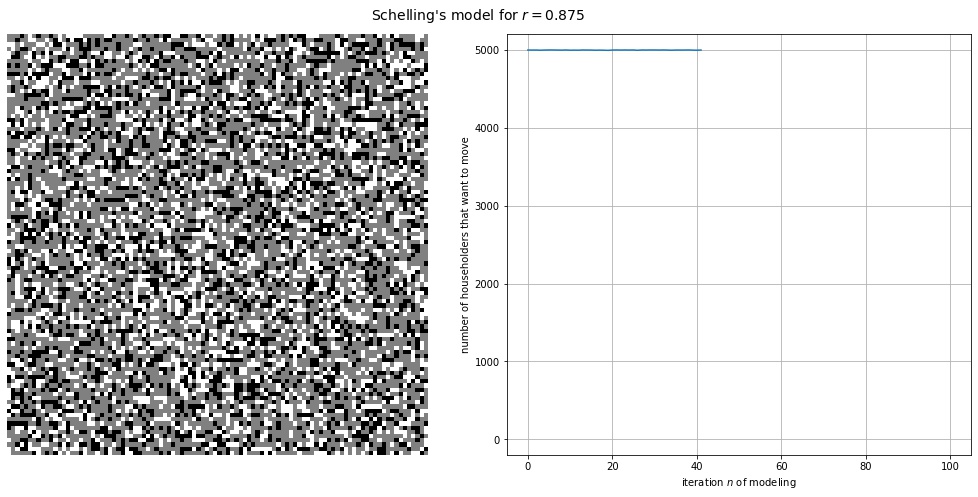 Schelling's model for r = 0.875
number of householders that want to move
5000
4000
3000
2000
1000
0
0 20 40 60 80 100
iteration n of modeling